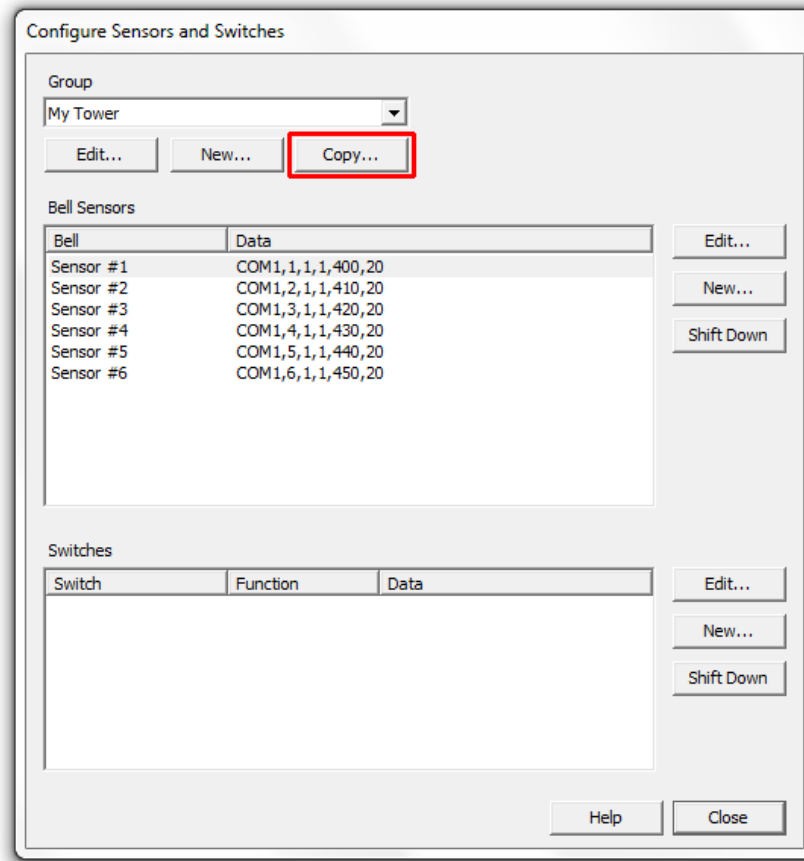 Configure Sensors and Switches
Group
My Tower
Edit... New... Copy...
Bell Sensors
Bell Data
Sensor #1 COM1,1,1,1,400,20
Sensor #2 COM1,2,1,1,410,20
Sensor #3 COM1,3,1,1,420,20
Sensor #4 COM1,4,1,1,430,20
Sensor #5 COM1,5,1,1,440,20
Sensor #6 COM1,6,1,1,450,20
Edit...
New...
Shift Down
Switches
Switch Function Data
Edit...
New...
Shift Down
Help Close